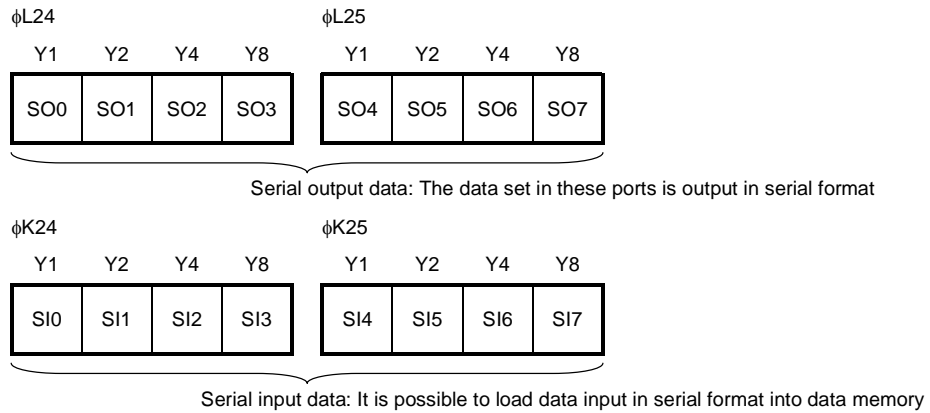 ϕL24 ϕL25
Y1 Y2 Y4 Y8 Y1 Y2 Y4 Y8
SO0 SO1 SO2 SO3 SO4 SO5 SO6 SO7
Serial output data: The data set in these ports is output in serial format
ϕK24 ϕK25
Y1 Y2 Y4 Y8 Y1 Y2 Y4 Y8
SI0 SI1 SI2 SI3 SI4 SI5 SI6 SI7
Serial input data: It is possible to load data input in serial format into data memory